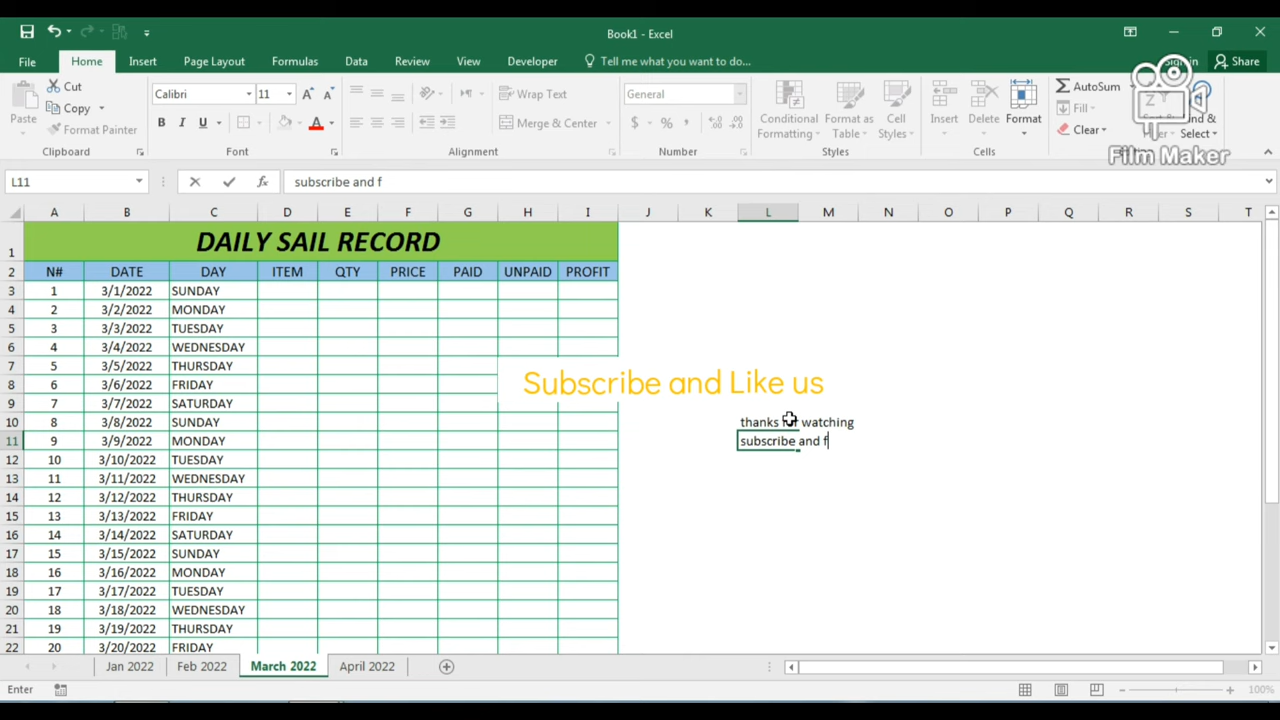 Book1 - Excel
File Home Insert Page Layout Formulas Data Review View Developer Tell me what you want to do... Share
Cut
Copy
Format Painter
Paste
Calibri 11
B I U
Wrap Text
Merge & Center
General
$ %
Conditional Formatting
Format as Table
Cell Styles
Insert
Delete
Format
AutoSum
Fill
Clear
Select
Film Maker
Clipboard Font Alignment Number Styles Cells
L11 fx subscribe and f
A B C D E F G H I J K L M N O P Q R S T
1 DAILY SAIL RECORD
2 N# DATE DAY ITEM QTY PRICE PAID UNPAID PROFIT
3 1 3/1/2022 SUNDAY
4 2 3/2/2022 MONDAY
5 3 3/3/2022 TUESDAY
6 4 3/4/2022 WEDNESDAY
7 5 3/5/2022 THURSDAY
8 6 3/6/2022 FRIDAY
Subscribe and Like us
9 7 3/7/2022 SATURDAY
10 8 3/8/2022 SUNDAY thanks watching
11 9 3/9/2022 MONDAY subscribe and f
12 10 3/10/2022 TUESDAY
13 11 3/11/2022 WEDNESDAY
14 12 3/12/2022 THURSDAY
15 13 3/13/2022 FRIDAY
16 14 3/14/2022 SATURDAY
17 15 3/15/2022 SUNDAY
18 16 3/16/2022 MONDAY
19 17 3/17/2022 TUESDAY
20 18 3/18/2022 WEDNESDAY
21 19 3/19/2022 THURSDAY
22 20 3/20/2022 FRIDAY
Jan 2022 Feb 2022 March 2022 April 2022
Enter 100%